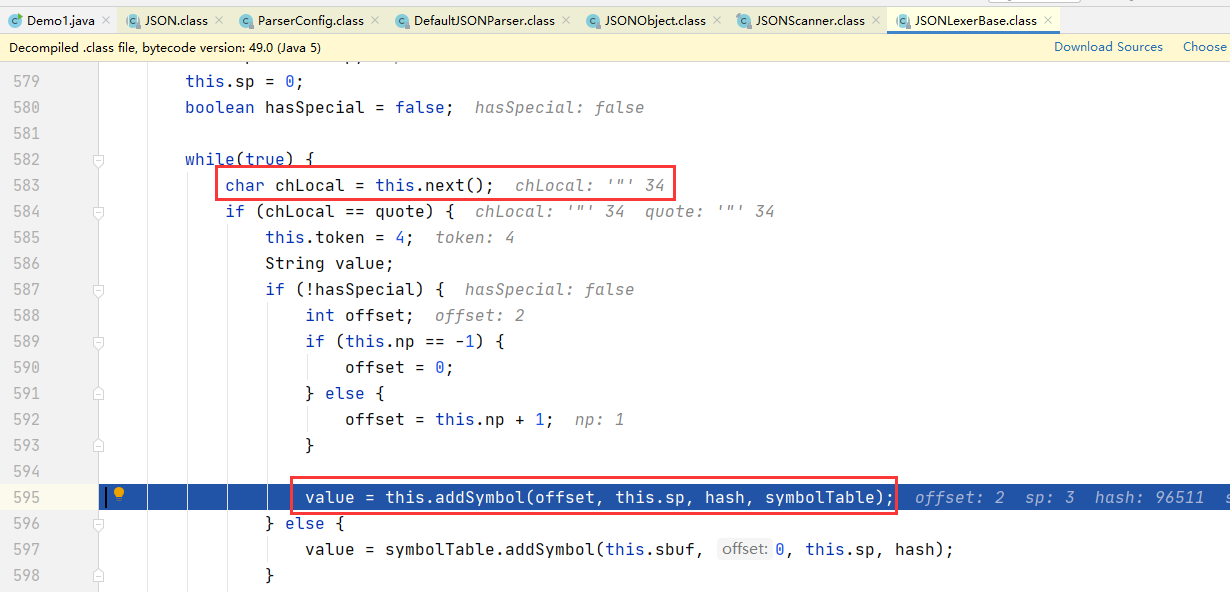 Demo1.java JSON.class ParserConfig.class DefaultJSONParser.class JSONObject.class JSONScanner.class JSONLexerBase.class
Decompiled .class file, bytecode version: 49.0 (Java 5) Download Sources Choose
579 this.sp = 0;
580 boolean hasSpecial = false; hasSpecial: false
581
582 while(true) {
583 char chLocal = this.next(); chLocal: '"' 34
584 if (chLocal == quote) { chLocal: '"' 34 quote: '"' 34
585 this.token = 4; token: 4
586 String value;
587 if (!hasSpecial) { hasSpecial: false
588 int offset; offset: 2
589 if (this.np == -1) {
590 offset = 0;
591 } else {
592 offset = this.np + 1; np: 1
593 }
594
595 value = this.addSymbol(offset, this.sp, hash, symbolTable); offset: 2 sp: 3 hash: 96511
596 } else {
597 value = symbolTable.addSymbol(this.sbuf, offset: 0, this.sp, hash);
598 }